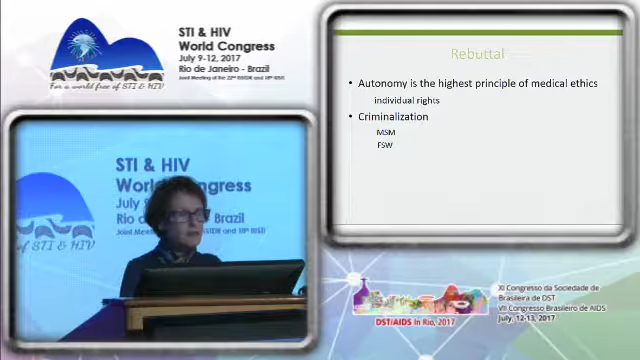 STI & HIV
World Congress
July 9-12, 2017
Rio de Janeiro - Brazil
For a world free of STI & HIV
Rebuttal
• Autonomy is the highest principle of medical ethics
individual rights
• Criminalization
MSM
FSW
STI & HIV
World Congress
July 9
Rio d
Brazil
Joint Meeti
of STI & HIV
DST/AIDS In Rio, 2017
XI Congresso da Sociedade de
Brasileira de DST
VII Congresso Brasileiro de AIDS
July, 12-13, 2017